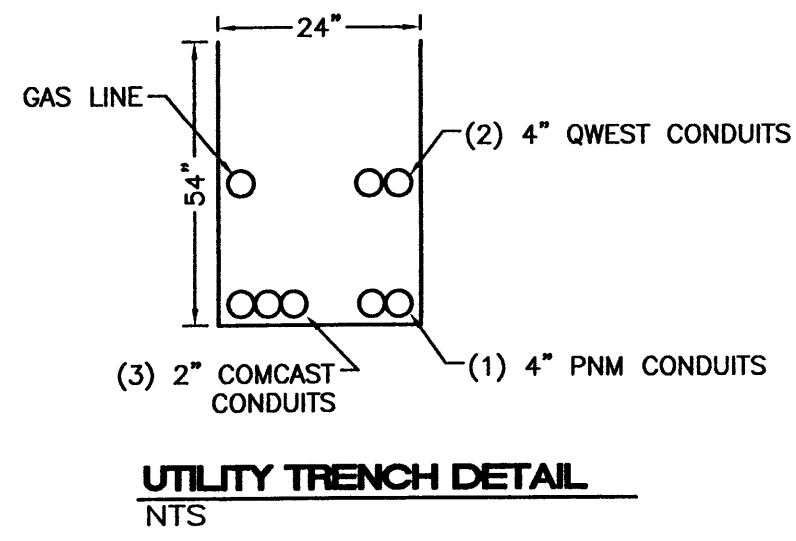 24"
GAS LINE
(2) 4" QWEST CONDUITS
54"
(3) 2" COMCAST
CONDUITS
(1) 4" PNM CONDUITS
UTILITY TRENCH DETAIL
NTS